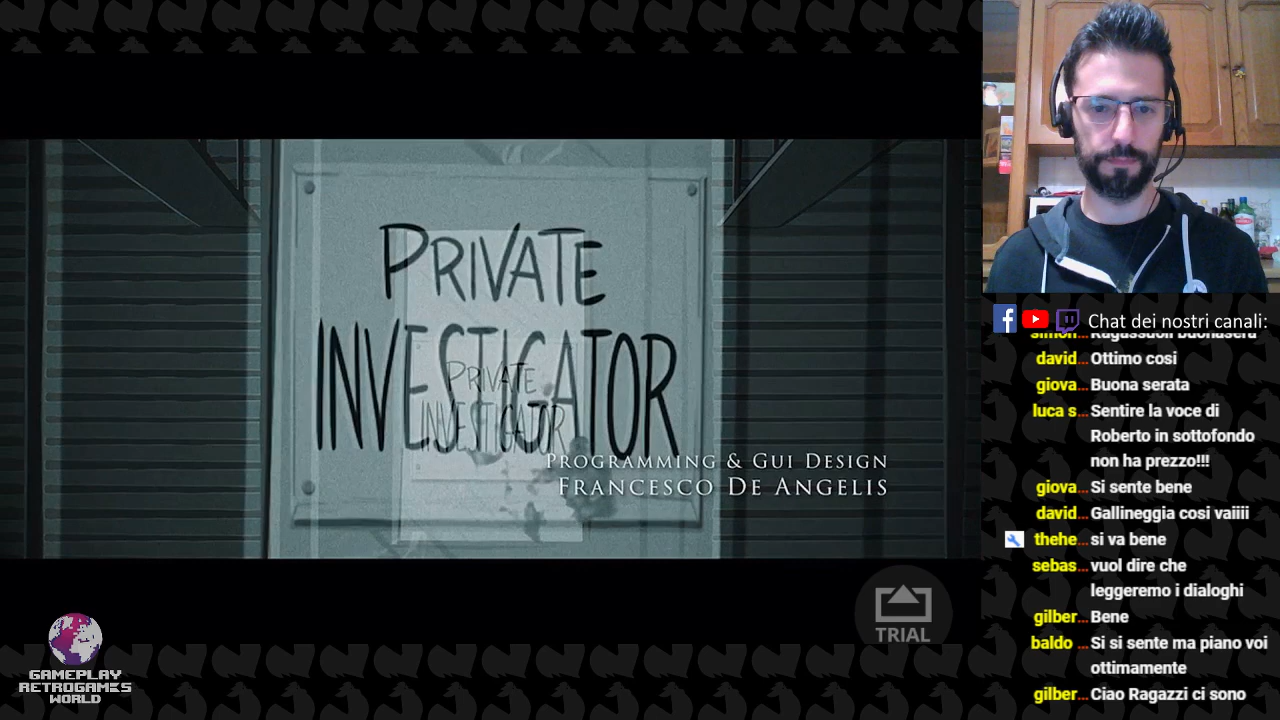 PRIVATE
INVESTIGATOR
PRIVATE
INVESTIGATOR
PROGRAMMING & GUI DESIGN
FRANCESCO DE ANGELIS
TRIAL
GAMEPLAY
RETROGAMES
WORLD
Chat dei nostri canali:
simon... Ragassuoli buonasera
david... Ottimo cosi
giova... Buona serata
luca s... Sentire la voce di
Roberto in sottofondo
non ha prezzo!!!
giova... Si sente bene
david... Gallineggia cosi vaiiii
thehe... si va bene
sebas... vuol dire che
leggeremo i dialoghi
gilber... Bene
baldo ... Si si sente ma piano voi
ottimamente
gilber... Ciao Ragazzi ci sono